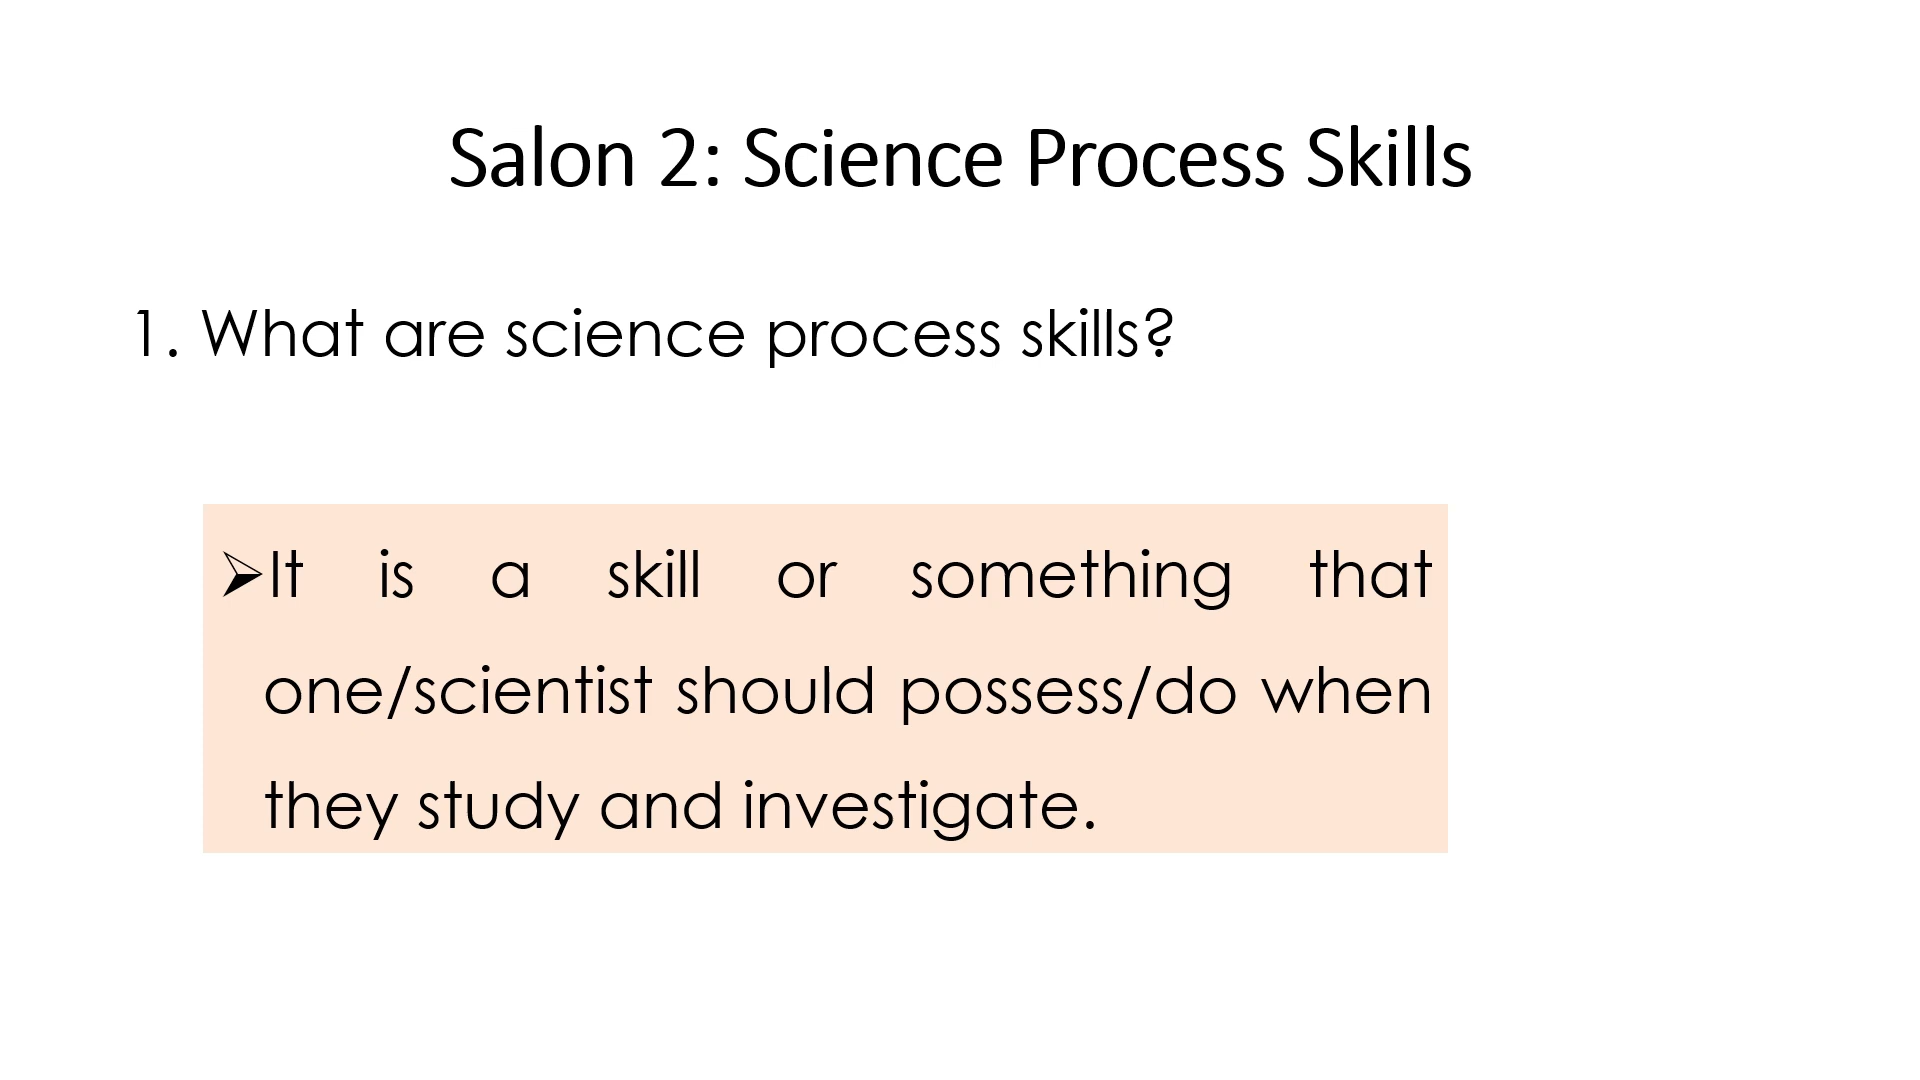 Salon 2: Science Process Skills
1. What are science process skills?
➢It is a skill or something that
one/scientist should possess/do when
they study and investigate.